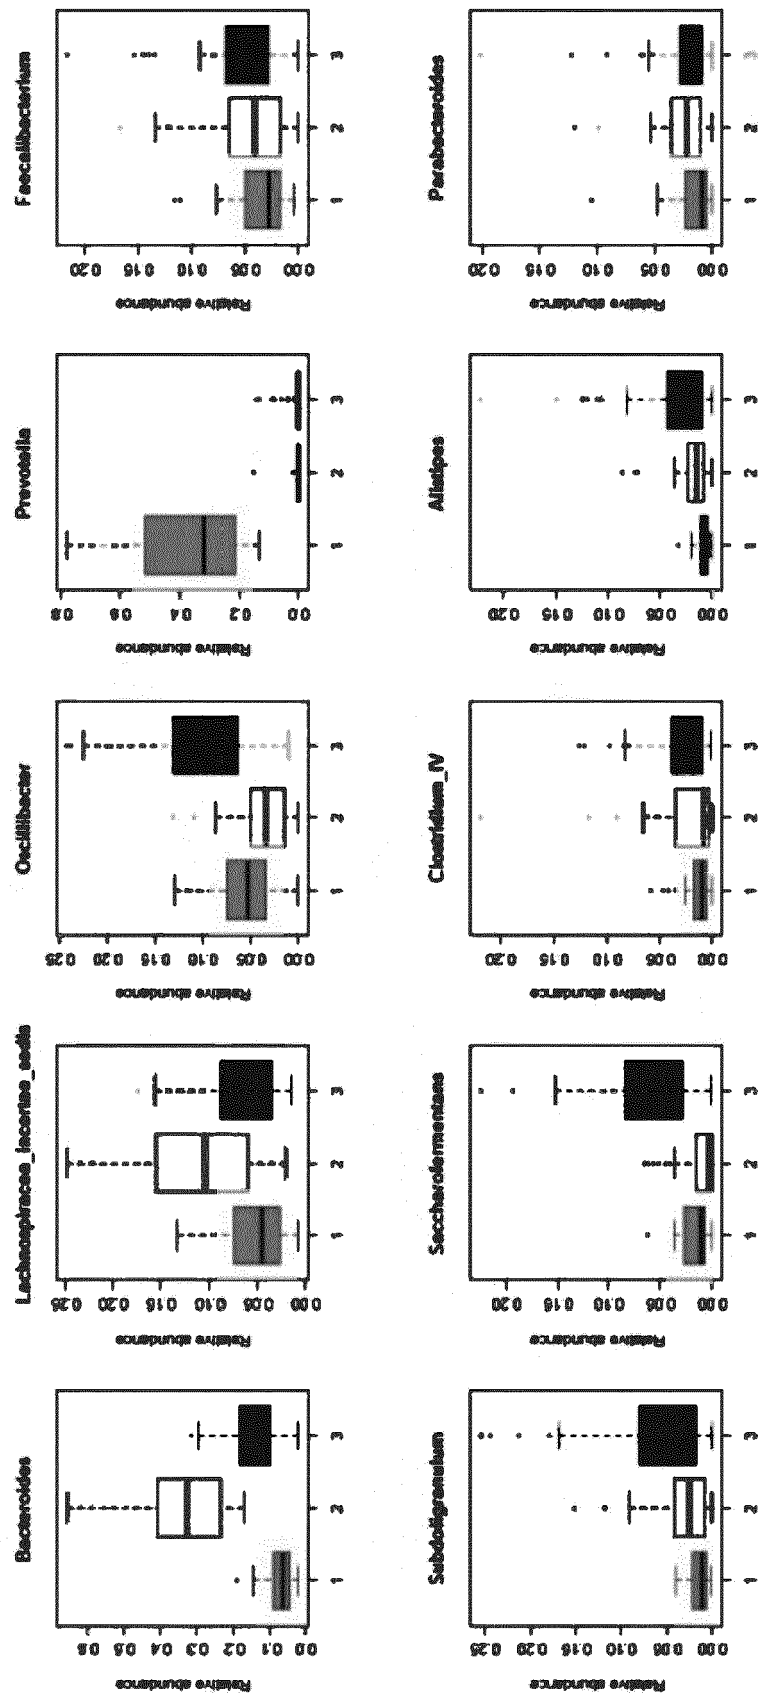 Bacteroides
Relative abundance
0.6
0.5
0.4
0.3
0.2
0.1
0.0
1 2 3
Lachnospiracea_incertae_sedis
Relative abundance
0.25
0.20
0.15
0.10
0.05
0.00
1 2 3
Oscillibacter
Relative abundance
0.25
0.20
0.15
0.10
0.05
0.00
1 2 3
Prevotella
Relative abundance
0.8
0.6
0.4
0.2
0.0
1 2 3
Faecalibacterium
Relative abundance
0.20
0.15
0.10
0.05
0.00
1 2 3
Subdoligranulum
Relative abundance
0.25
0.20
0.15
0.10
0.05
0.00
1 2 3
Saccharofermentans
Relative abundance
0.20
0.15
0.10
0.05
0.00
1 2 3
Clostridium_IV
Relative abundance
0.20
0.15
0.10
0.05
0.00
1 2 3
Alistipes
Relative abundance
0.20
0.15
0.10
0.05
0.00
1 2 3
Parabacteroides
Relative abundance
0.20
0.15
0.10
0.05
0.00
1 2 3